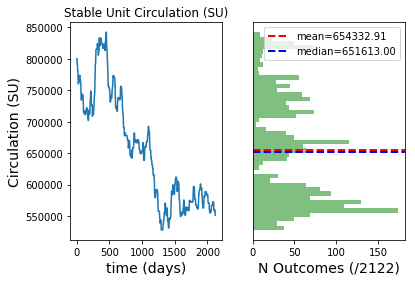 Stable Unit Circulation (SU)
Circulation (SU)
850000
800000
750000
700000
650000
600000
550000
0
500
1000
1500
2000
time (days)
mean=654332.91
median=651613.00
0
50
100
150
N Outcomes (/2122)